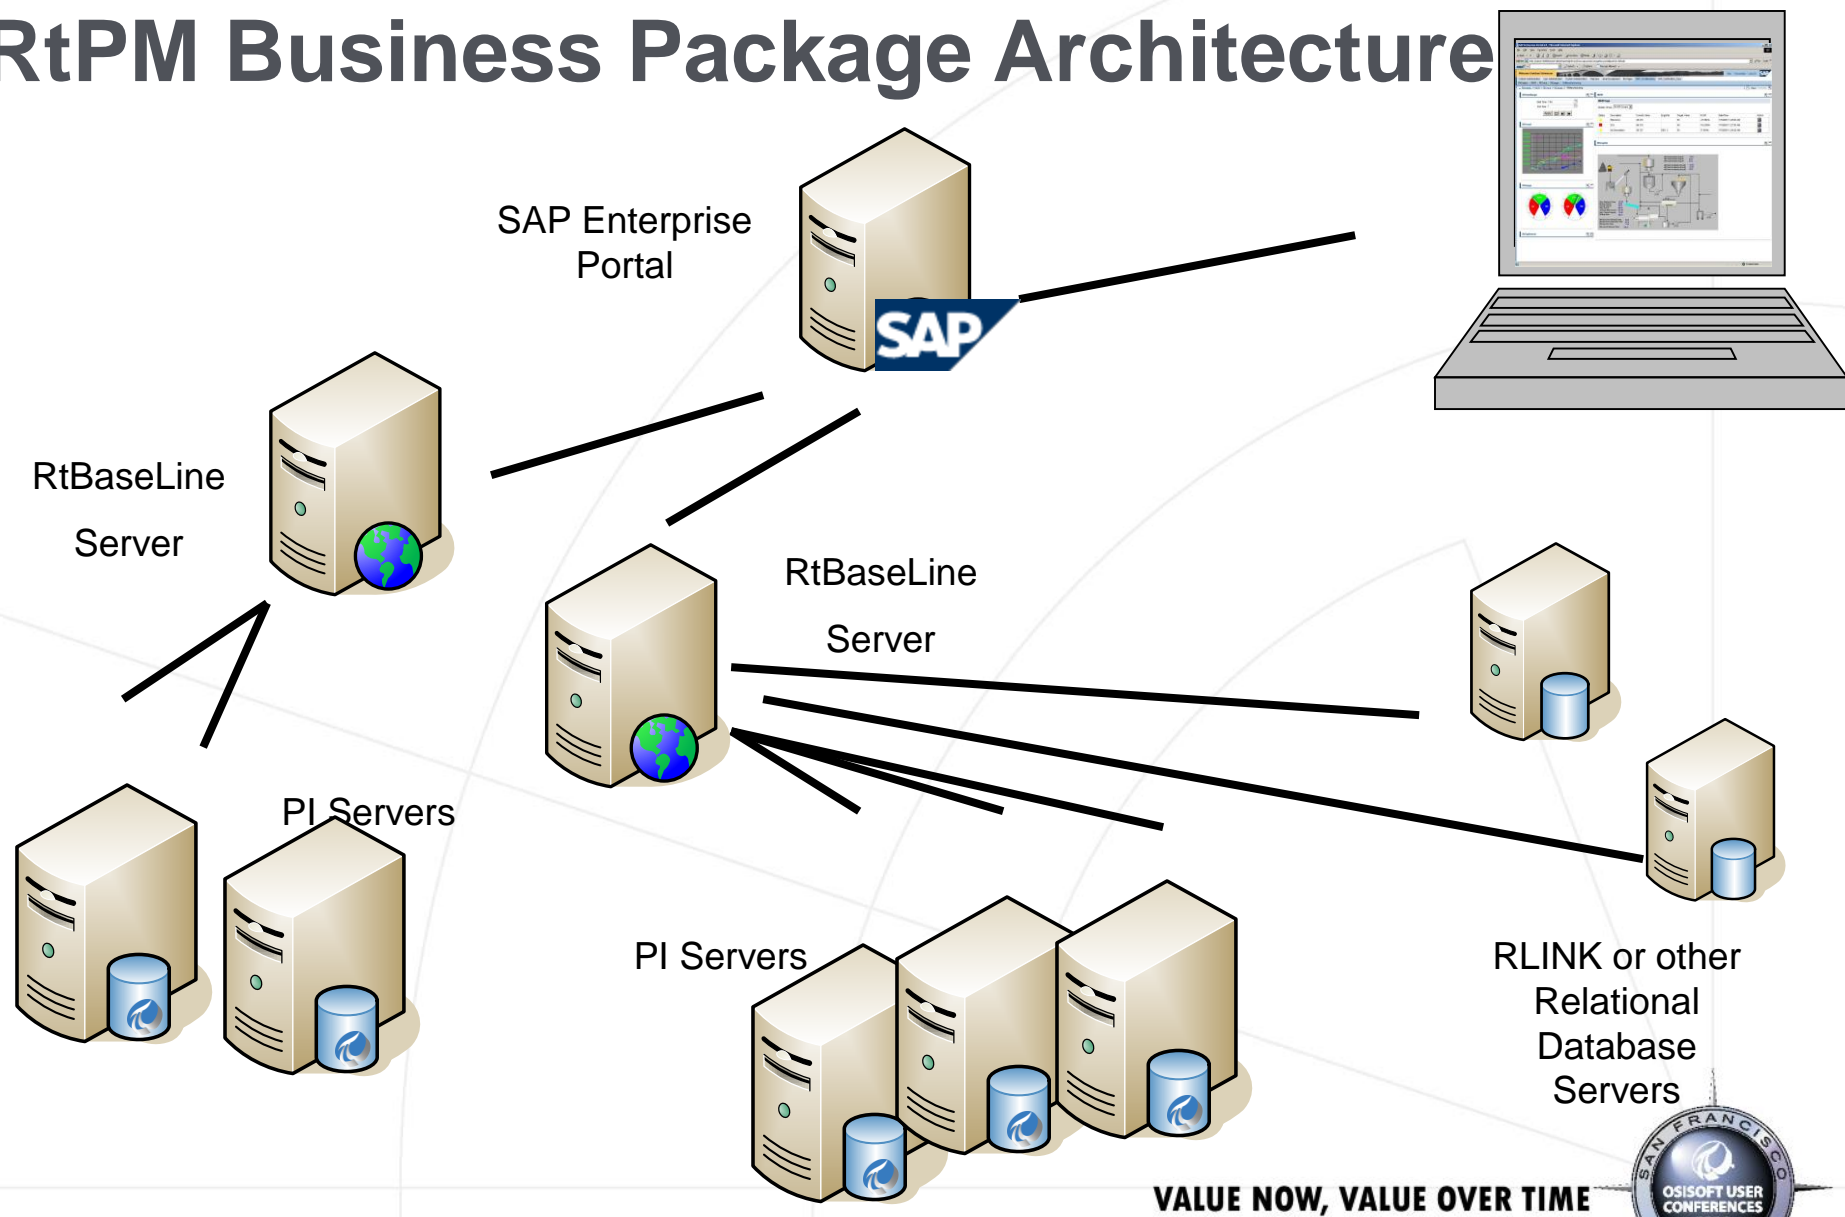 RtPM Business Package Architecture
SAP Enterprise
Portal
SAP
RtBaseLine
Server
RtBaseLine
Server
PI Servers
PI Servers
RLINK or other
Relational
Database
Servers
VALUE NOW, VALUE OVER TIME
SAN FRANCISCO
OSISOFT USER
CONFERENCES